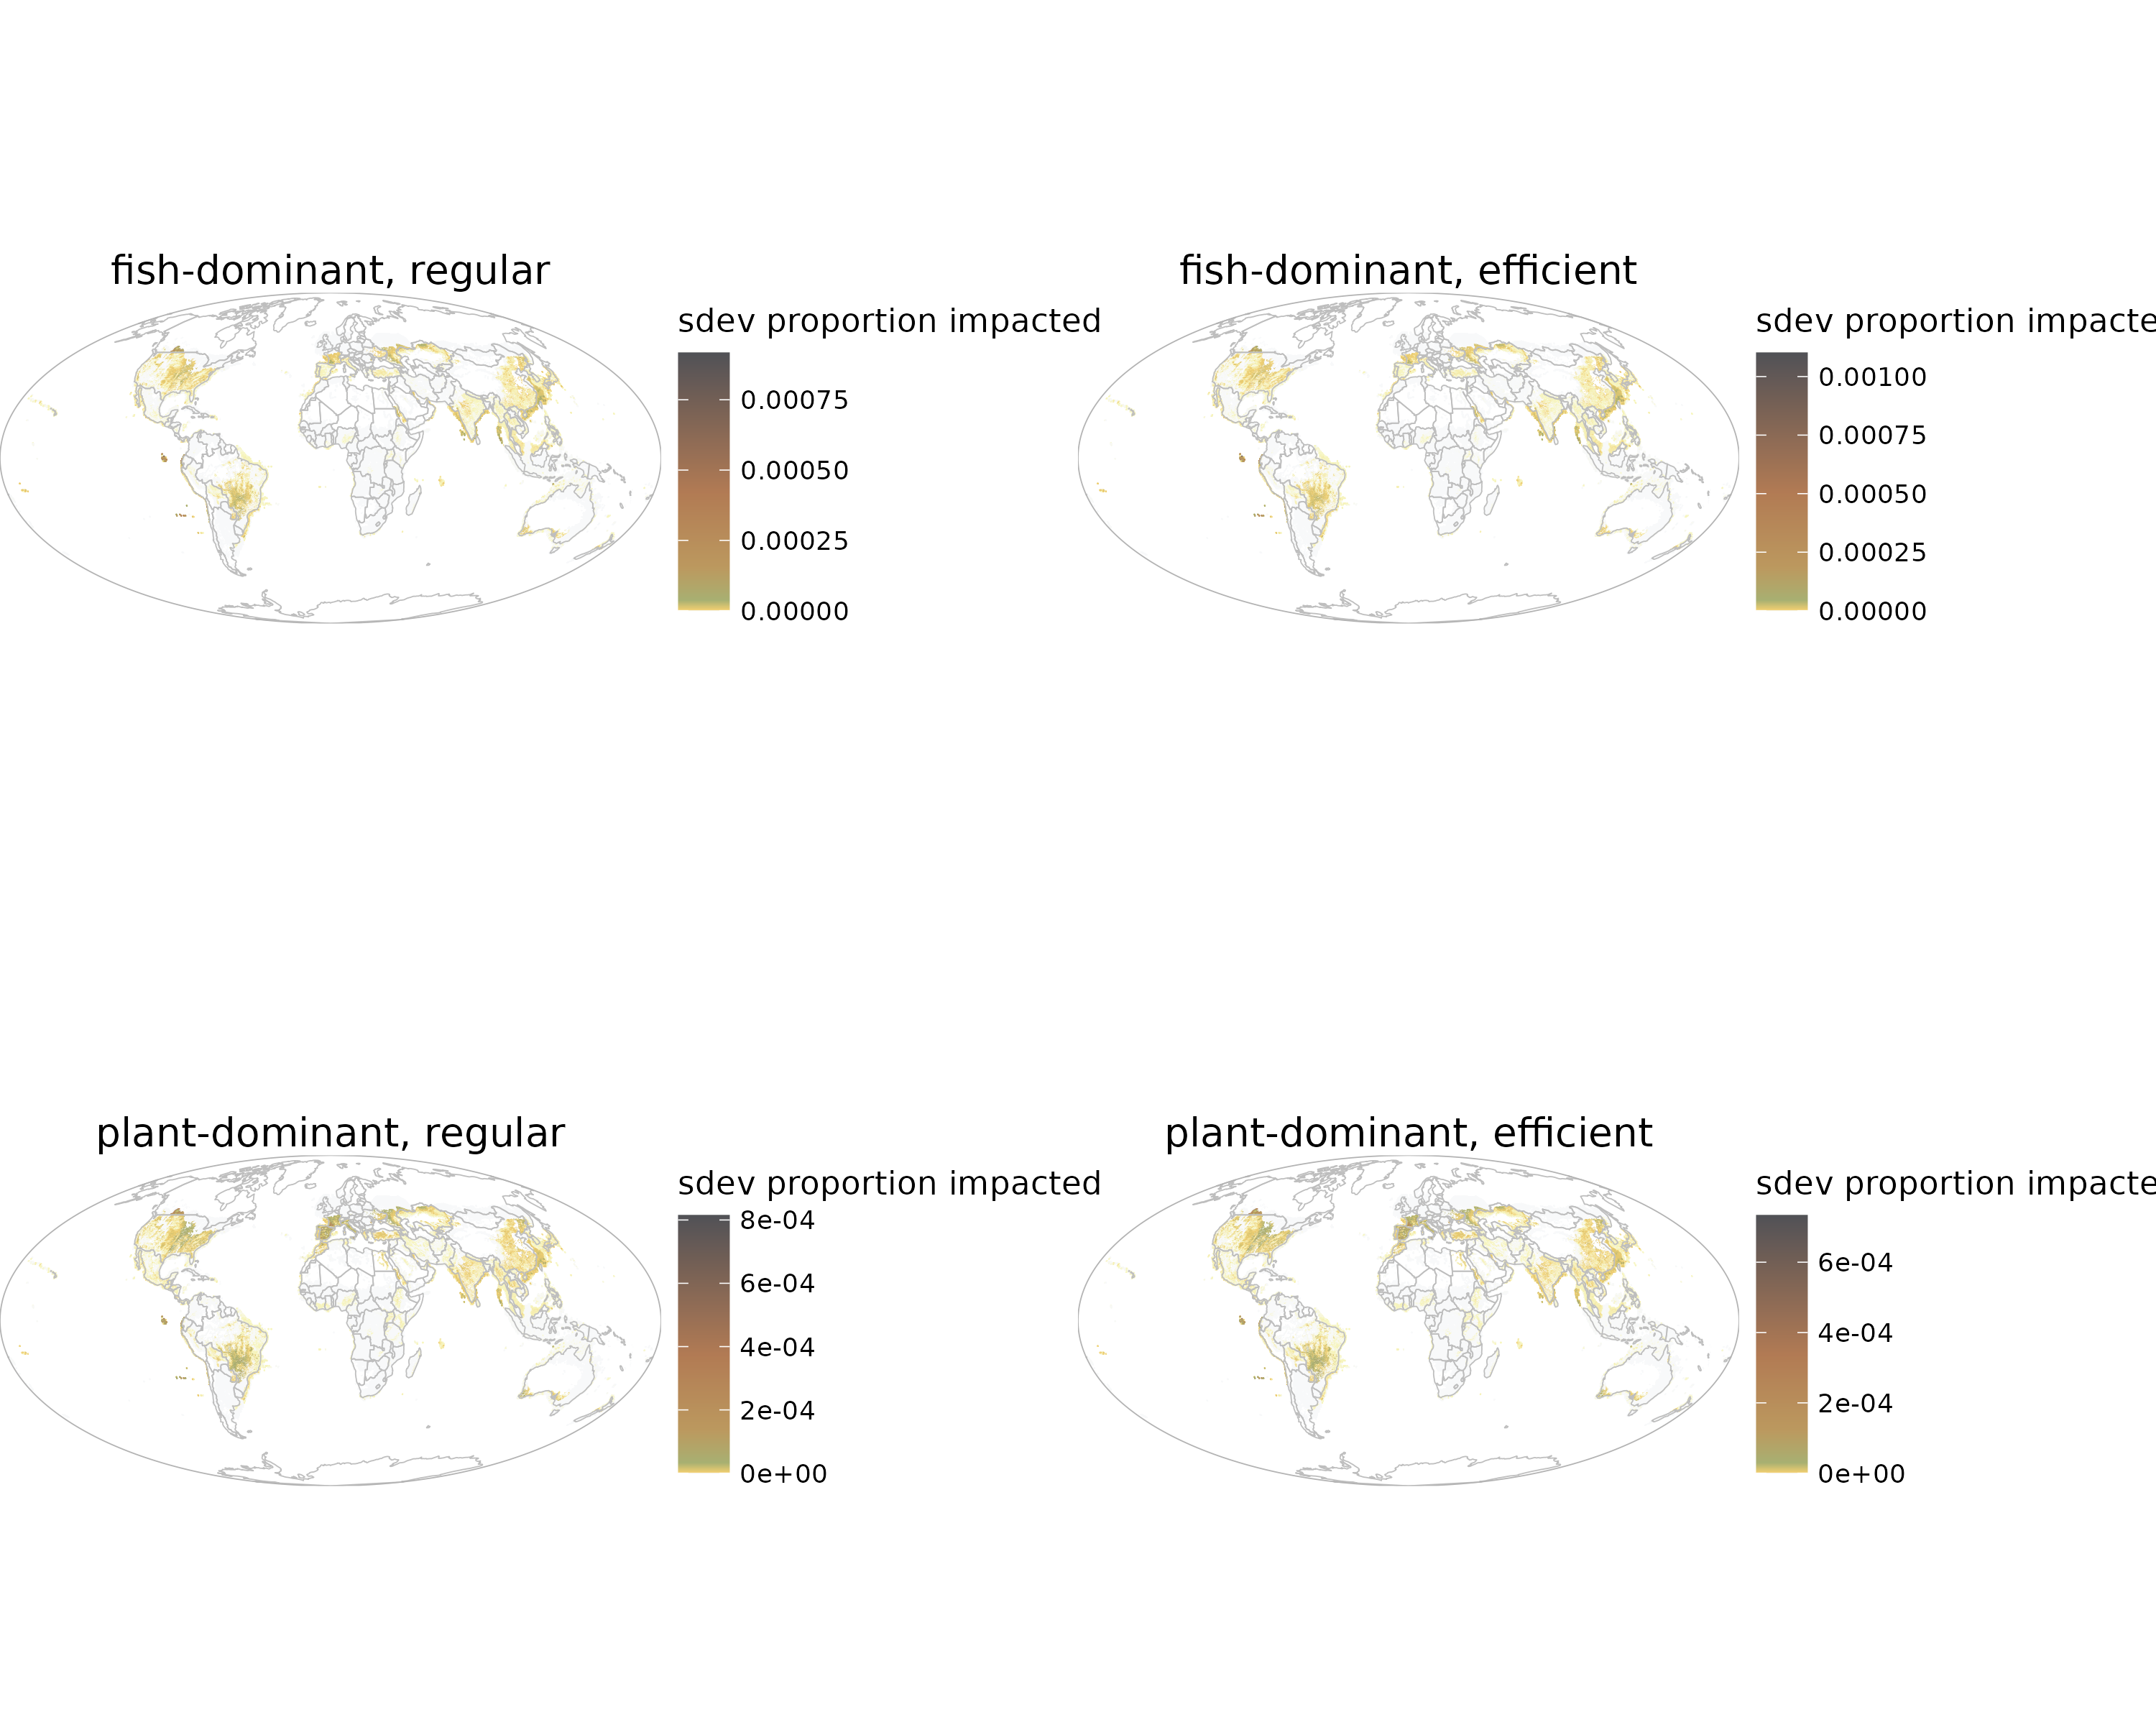 fish-dominant, regular
sdev proportion impacted
0.00075
0.00050
0.00025
0.00000
fish-dominant, efficient
sdev proportion impacte
0.00100
0.00075
0.00050
0.00025
0.00000
plant-dominant, regular
sdev proportion impacted
8e-04
6e-04
4e-04
2e-04
0e+00
plant-dominant, efficient
sdev proportion impacte
6e-04
4e-04
2e-04
0e+00